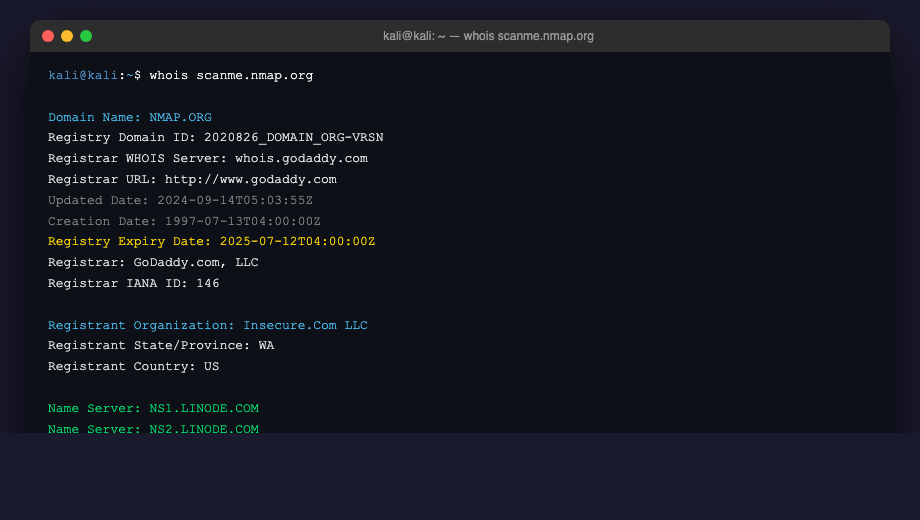 kali@kali: ~ — whois scanme.nmap.org
kali@kali:~$ whois scanme.nmap.org
Domain Name: NMAP.ORG
Registry Domain ID: 2020826_DOMAIN_ORG-VRSN
Registrar WHOIS Server: whois.godaddy.com
Registrar URL: http://www.godaddy.com
Updated Date: 2024-09-14T05:03:55Z
Creation Date: 1997-07-13T04:00:00Z
Registry Expiry Date: 2025-07-12T04:00:00Z
Registrar: GoDaddy.com, LLC
Registrar IANA ID: 146
Registrant Organization: Insecure.Com LLC
Registrant State/Province: WA
Registrant Country: US
Name Server: NS1.LINODE.COM
Name Server: NS2.LINODE.COM